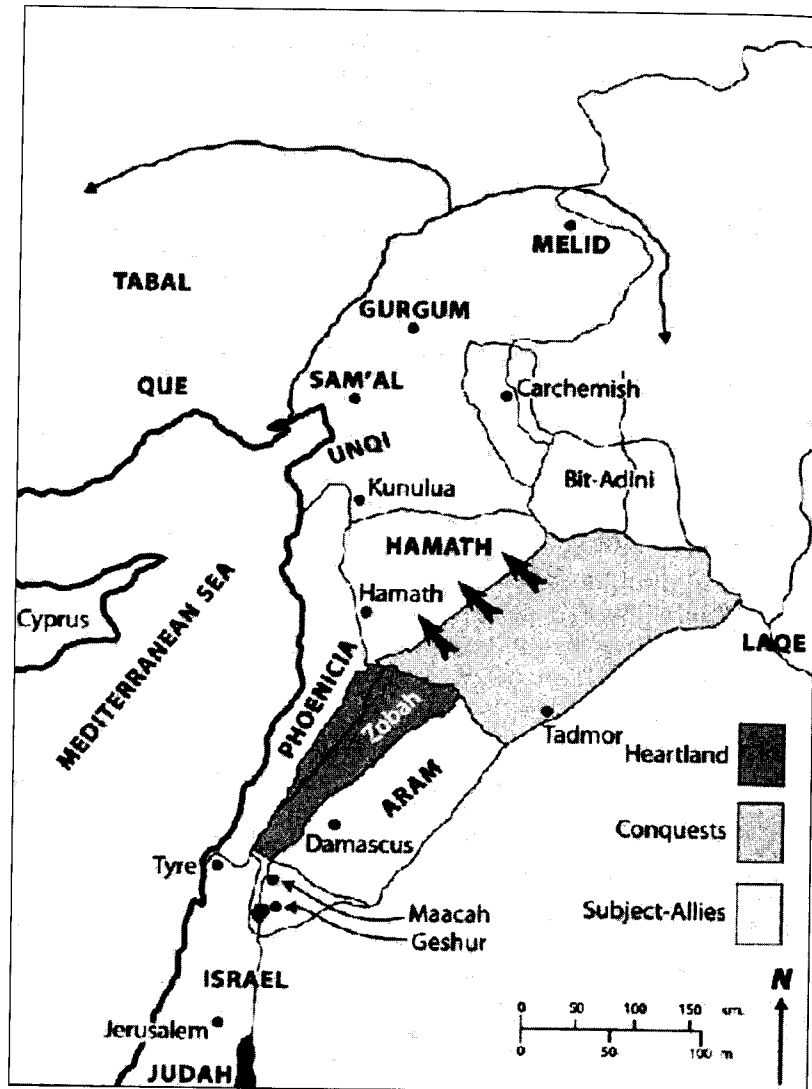 MELID
TABAL
GURGUM
SAM'AL
QUE
Carchemish
UNQI
Kunulua
Bit-Adini
HAMATH
Hamath
Cyprus
MEDITERRANEAN SEA
LAQE
PHOENICIA
Zobah
Tadmor
Heartland
ARAM
Damascus
Conquests
Tyre
Maacah
Subject-Allies
Geshur
ISRAEL
N
Jerusalem
JUDAH
0 50 100 150 km.
0 50 100 m